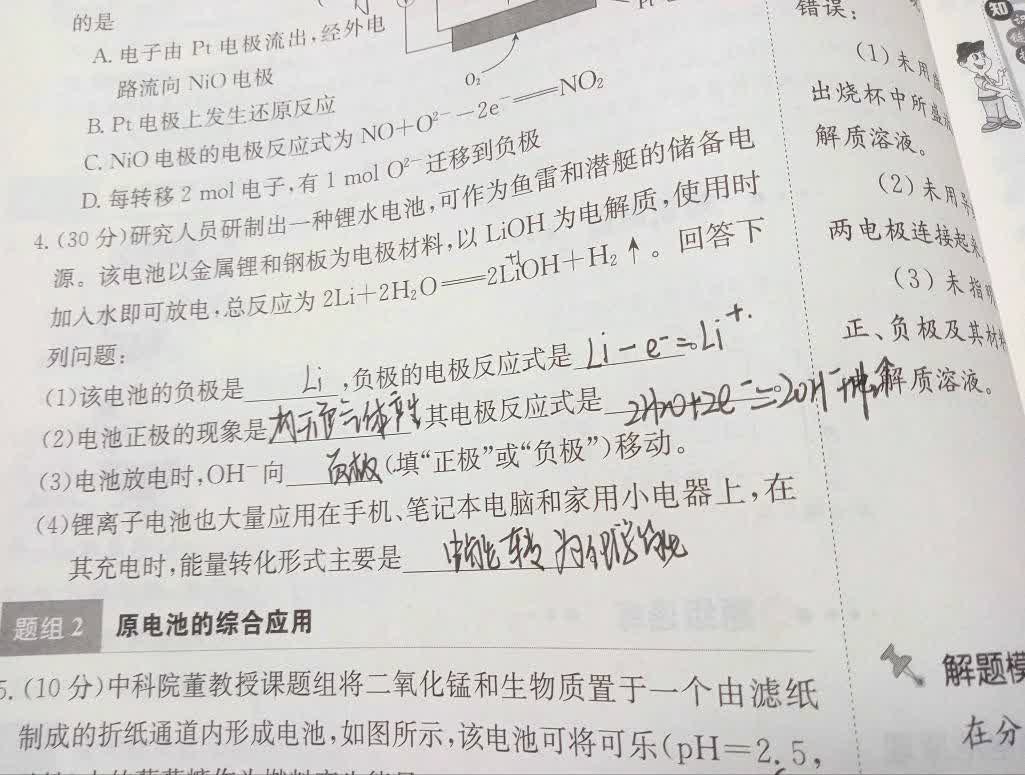 的是
A. 电子由 Pt 电极流出,经外电
路流向 NiO 电极
B. Pt 电极上发生还原反应
C. NiO 电极的电极反应式为 NO+O²⁻-2e⁻══NO₂
D. 每转移 2 mol 电子,有 1 mol O²⁻ 迁移到负极
O₂
4. (30 分)研究人员研制出一种锂水电池,可作为鱼雷和潜艇的储备电
源。该电池以金属锂和钢板为电极材料,以 LiOH 为电解质,使用时
加入水即可放电,总反应为 2Li+2H₂O══2LiOH+H₂↑。回答下
+1
列问题:
(1)该电池的负极是 Li ,负极的电极反应式是 Li-e⁻=Li⁺.
(2)电池正极的现象是 气体产生 其电极反应式是 2H₂O+2e⁻=2OH⁻+H₂↑
(3)电池放电时,OH⁻向 负极 (填“正极”或“负极”)移动。
(4)锂离子电池也大量应用在手机、笔记本电脑和家用小电器上,在
其充电时,能量转化形式主要是 电能转为化学能
题组 2 原电池的综合应用
5. (10 分)中科院董教授课题组将二氧化锰和生物质置于一个由滤纸
制成的折纸通道内形成电池,如图所示,该电池可将可乐(pH=2.5,
错误:
(1)未用
出烧杯中所盛
解质溶液。
(2)未用导
两电极连接起来
(3)未指明
正、负极及其材料
解质溶液。
知
解题模
在分